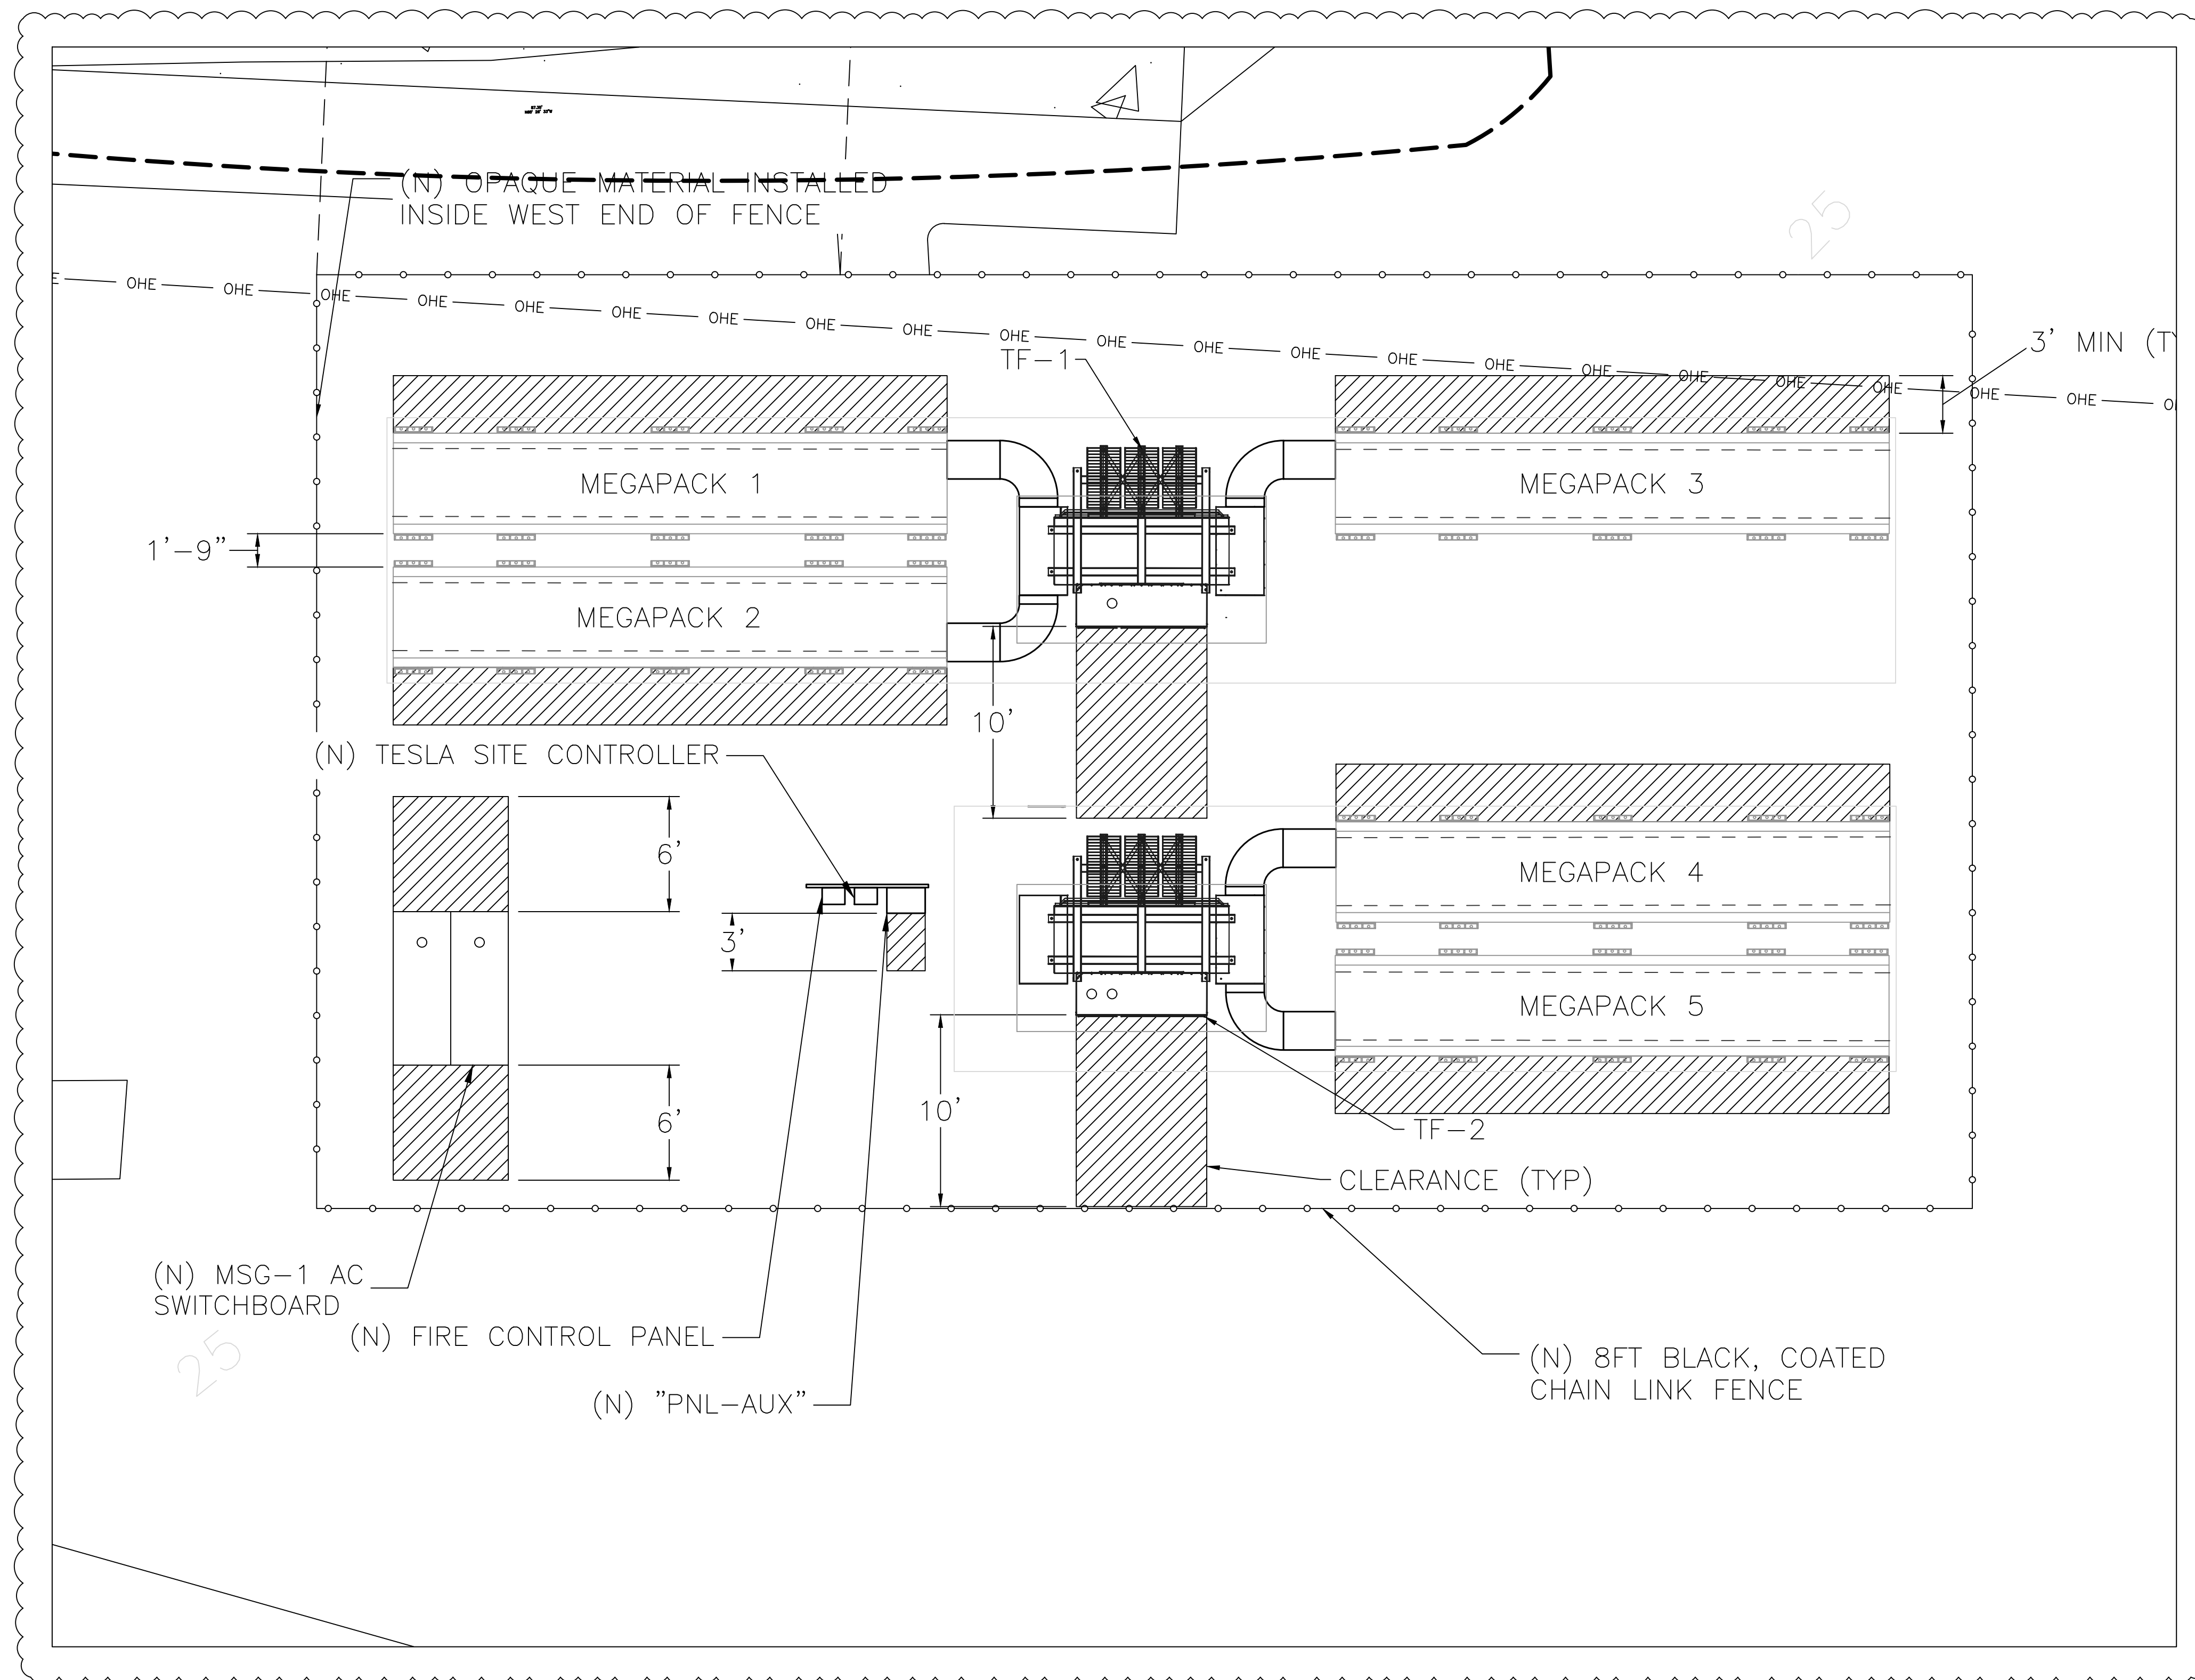 (N) OPAQUE MATERIAL INSTALLED
INSIDE WEST END OF FENCE
25
OHE OHE OHE OHE OHE OHE OHE OHE OHE OHE OHE OHE OHE OHE OHE OHE OHE OHE OHE OHE OHE
3' MIN (TY
TF-1
MEGAPACK 1
MEGAPACK 3
1'-9"
MEGAPACK 2
10'
(N) TESLA SITE CONTROLLER
6'
MEGAPACK 4
3'
MEGAPACK 5
10'
6'
TF-2
CLEARANCE (TYP)
(N) MSG-1 AC
SWITCHBOARD
(N) FIRE CONTROL PANEL
25
(N) 8FT BLACK, COATED
CHAIN LINK FENCE
(N) "PNL-AUX"